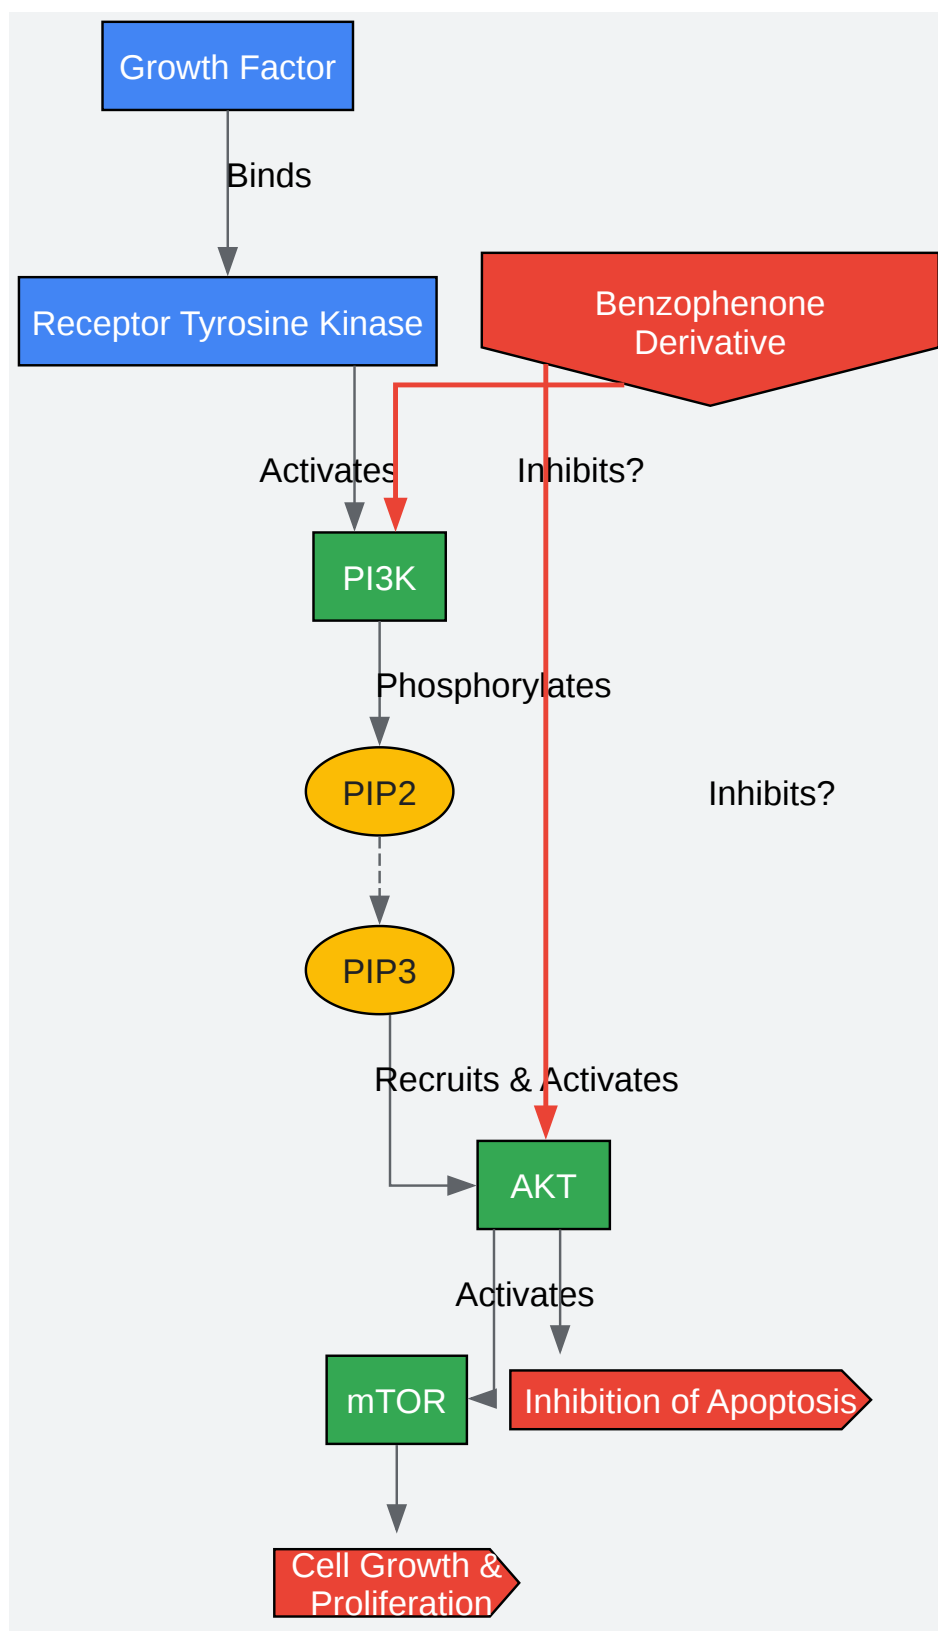 Growth Factor
Binds
Receptor Tyrosine Kinase
Benzophenone
Derivative
Activates
Inhibits?
PI3K
Phosphorylates
PIP2
Inhibits?
PIP3
Recruits & Activates
AKT
Activates
mTOR
Inhibition of Apoptosis
Cell Growth &
Proliferation